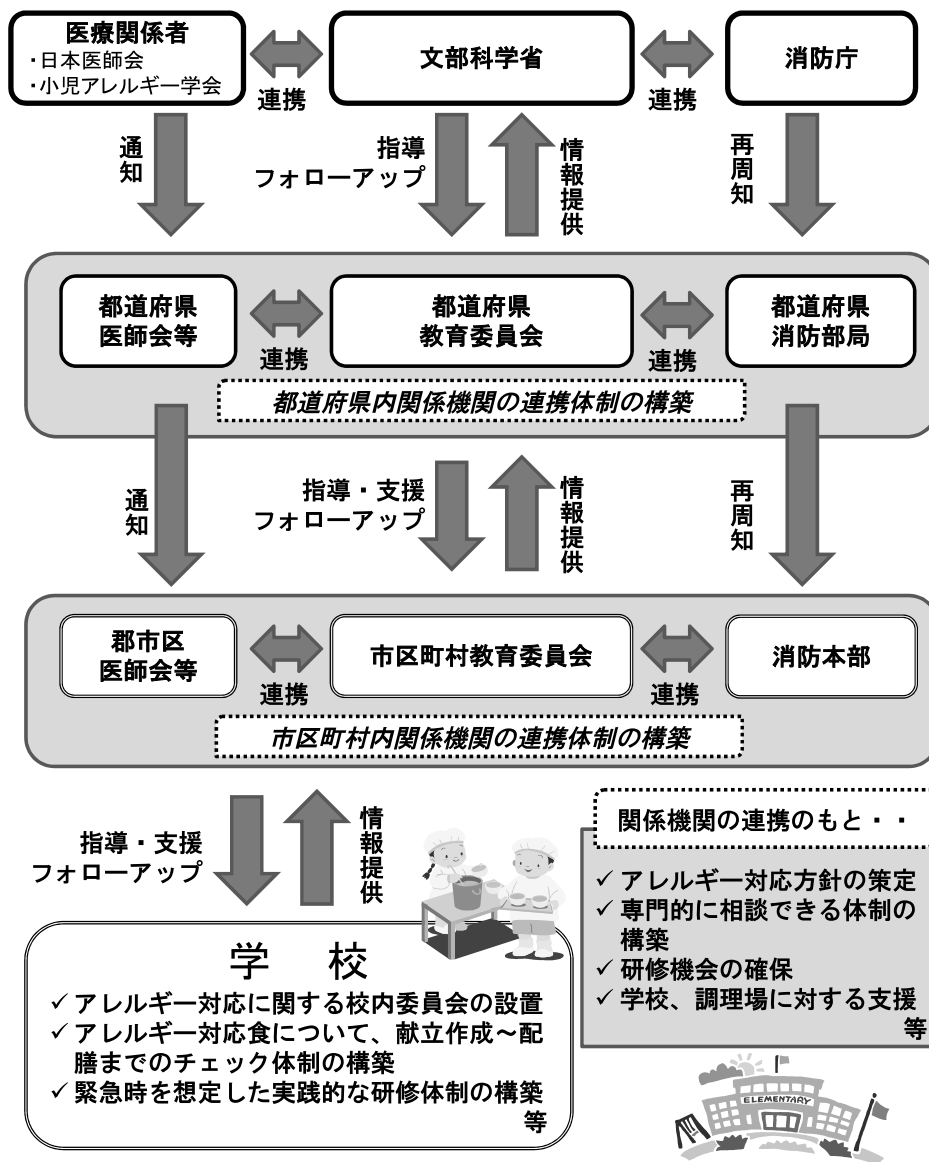 医療関係者
・日本医師会
・小児アレルギー学会
連携
文部科学省
連携
消防庁
通知
指導
フォローアップ
情報提供
再周知
都道府県
医師会等
連携
都道府県
教育委員会
連携
都道府県
消防部局
都道府県内関係機関の連携体制の構築
通知
指導・支援
フォローアップ
情報提供
再周知
郡市区
医師会等
連携
市区町村教育委員会
連携
消防本部
市区町村内関係機関の連携体制の構築
指導・支援
フォローアップ
情報提供
関係機関の連携のもと・・
✓ アレルギー対応方針の策定
✓ 専門的に相談できる体制の
構築
✓ 研修機会の確保
✓ 学校、調理場に対する支援
等
学 校
✓ アレルギー対応に関する校内委員会の設置
✓ アレルギー対応食について、献立作成～配
膳までのチェック体制の構築
✓ 緊急時を想定した実践的な研修体制の構築
等
ELEMENTARY